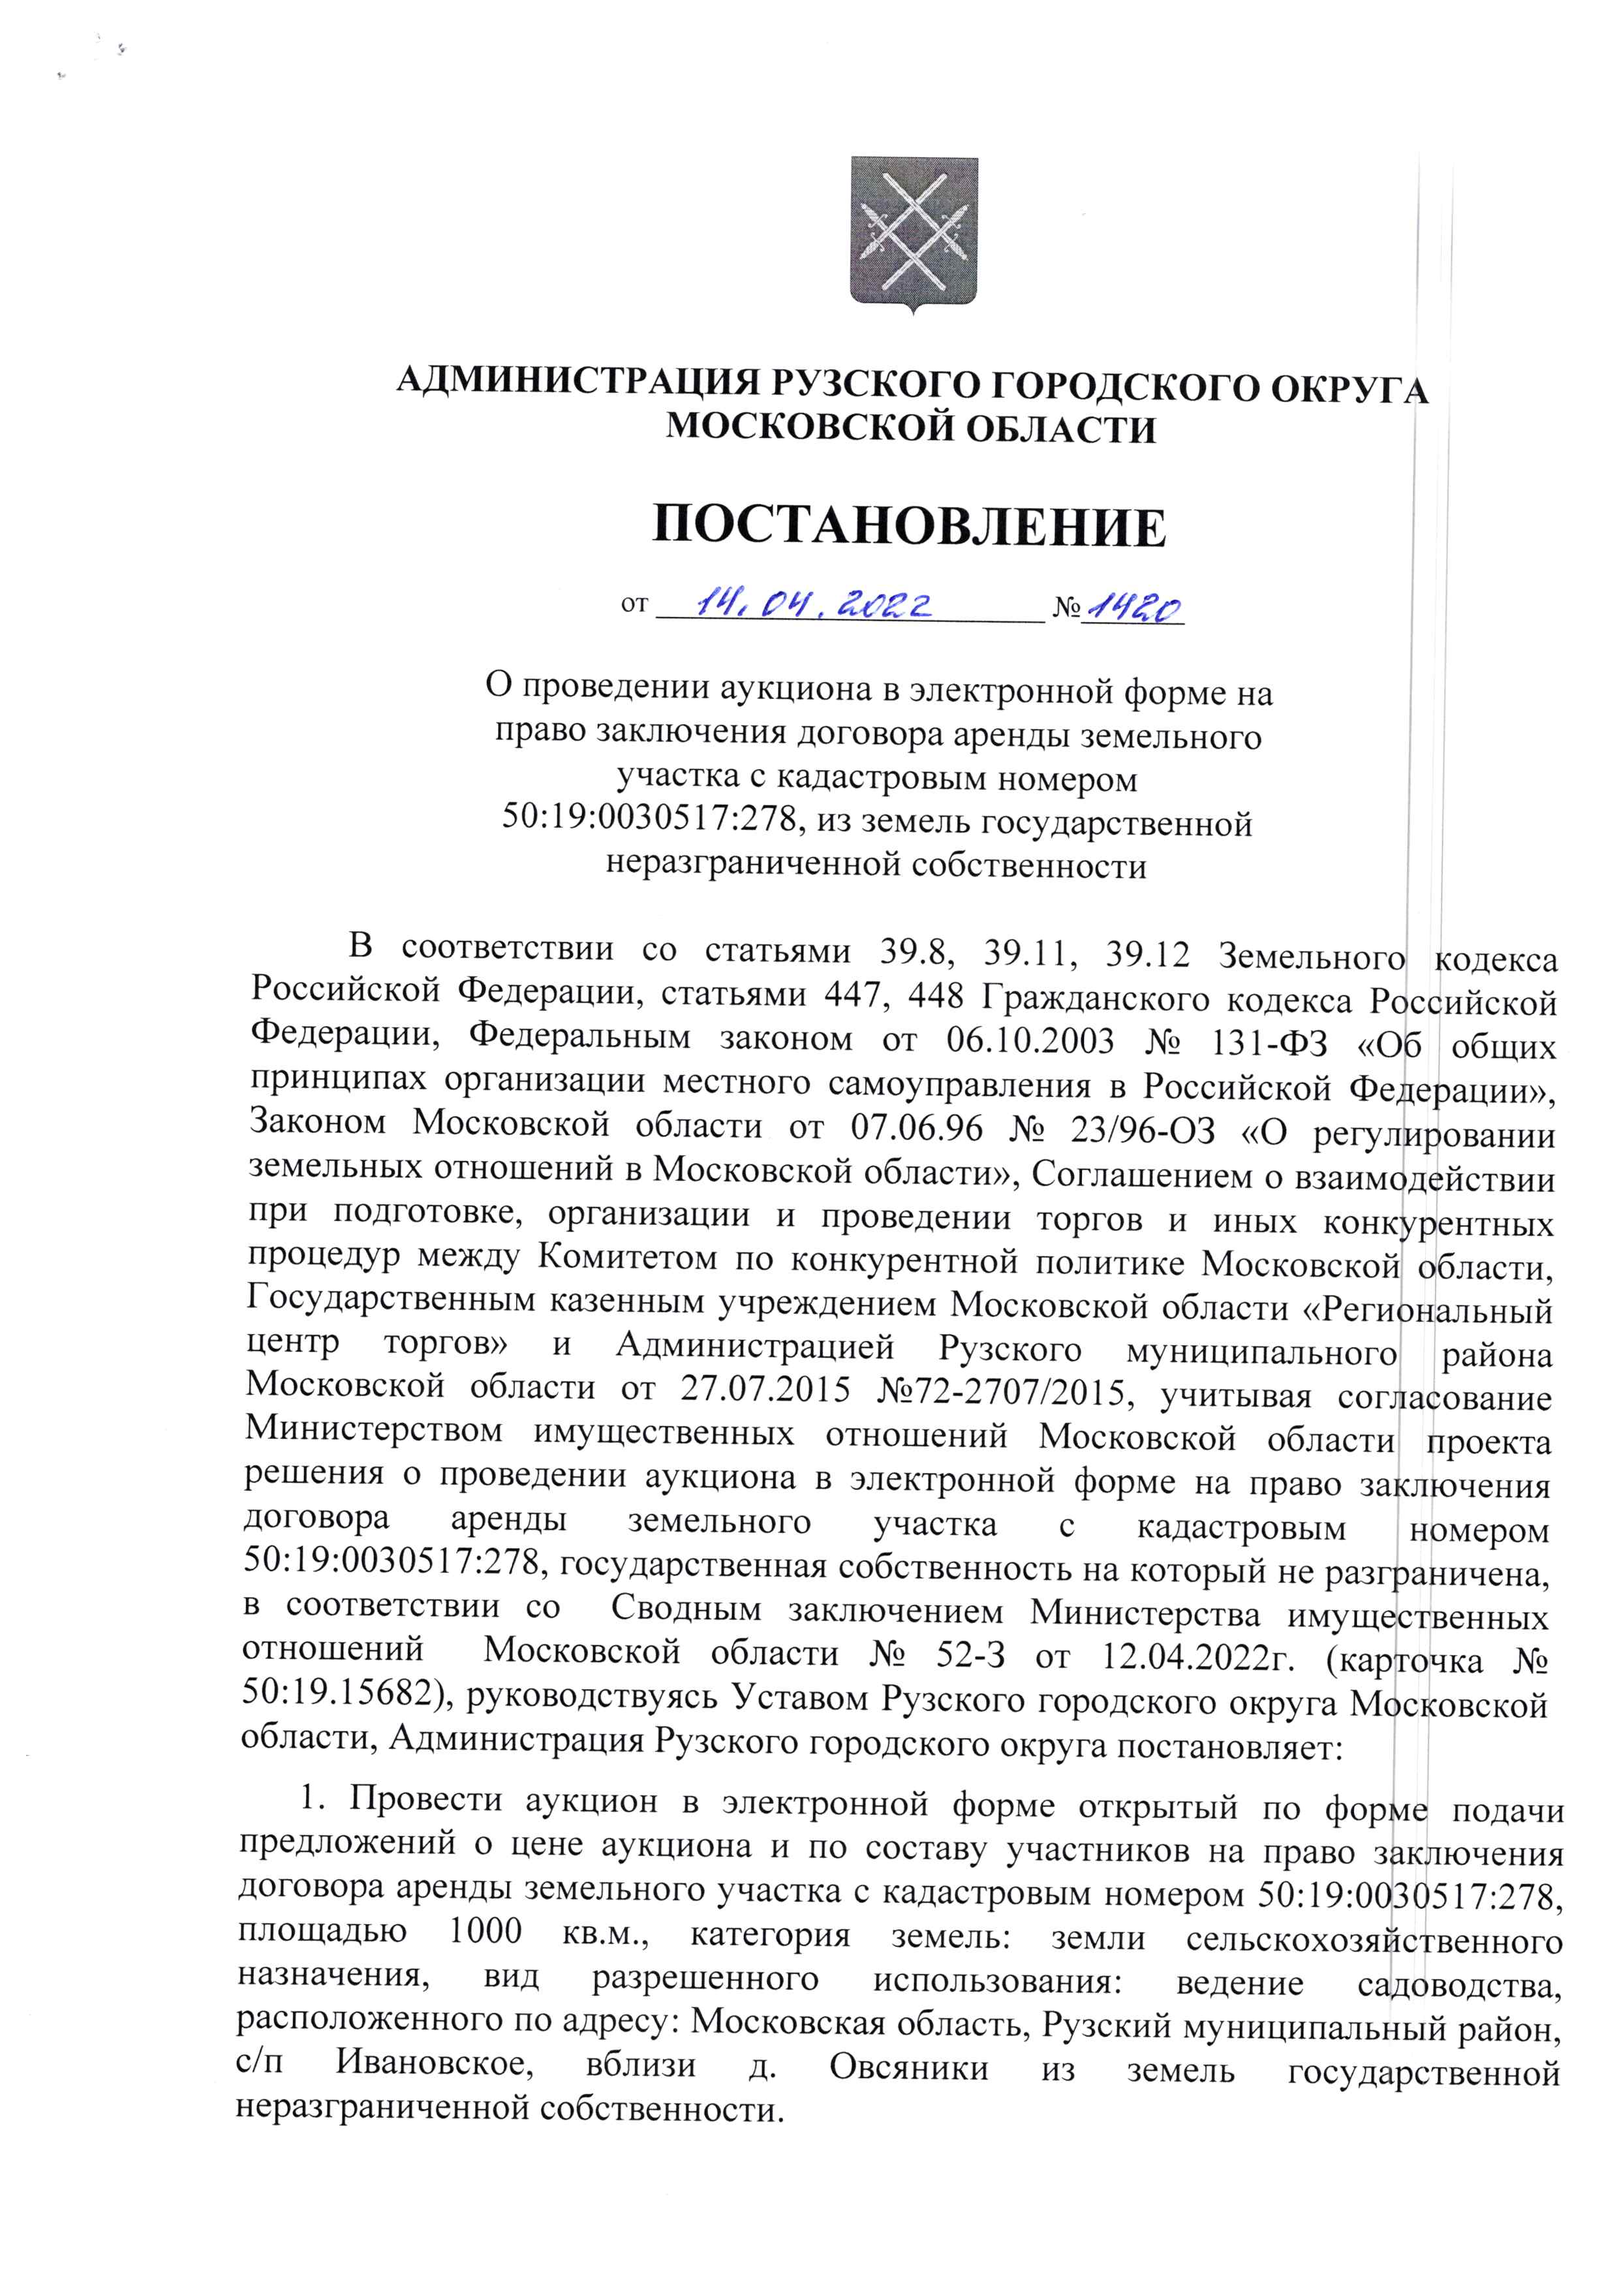 АДМИНИСТРАЦИЯ РУЗСКОГО ГОРОДСКОГО ОКРУГА
МОСКОВСКОЙ ОБЛАСТИ
ПОСТАНОВЛЕНИЕ
от 14.04.2022 № 1420
О проведении аукциона в электронной форме на
право заключения договора аренды земельного
участка с кадастровым номером
50:19:0030517:278, из земель государственной
неразграниченной собственности
В соответствии со статьями 39.8, 39.11, 39.12 Земельного кодекса
Российской Федерации, статьями 447, 448 Гражданского кодекса Российской
Федерации, Федеральным законом от 06.10.2003 № 131-ФЗ «Об общих
принципах организации местного самоуправления в Российской Федерации»,
Законом Московской области от 07.06.96 № 23/96-ОЗ «О регулировании
земельных отношений в Московской области», Соглашением о взаимодействии
при подготовке, организации и проведении торгов и иных конкурентных
процедур между Комитетом по конкурентной политике Московской области,
Государственным казенным учреждением Московской области «Региональный
центр торгов» и Администрацией Рузского муниципального района
Московской области от 27.07.2015 №72-2707/2015, учитывая согласование
Министерством имущественных отношений Московской области проекта
решения о проведении аукциона в электронной форме на право заключения
договора аренды земельного участка с кадастровым номером
50:19:0030517:278, государственная собственность на который не разграничена,
в соответствии со Сводным заключением Министерства имущественных
отношений Московской области № 52-З от 12.04.2022г. (карточка №
50:19.15682), руководствуясь Уставом Рузского городского округа Московской
области, Администрация Рузского городского округа постановляет:
1. Провести аукцион в электронной форме открытый по форме подачи
предложений о цене аукциона и по составу участников на право заключения
договора аренды земельного участка с кадастровым номером 50:19:0030517:278,
площадью 1000 кв.м., категория земель: земли сельскохозяйственного
назначения, вид разрешенного использования: ведение садоводства,
расположенного по адресу: Московская область, Рузский муниципальный район,
с/п Ивановское, вблизи д. Овсяники из земель государственной
неразграниченной собственности.